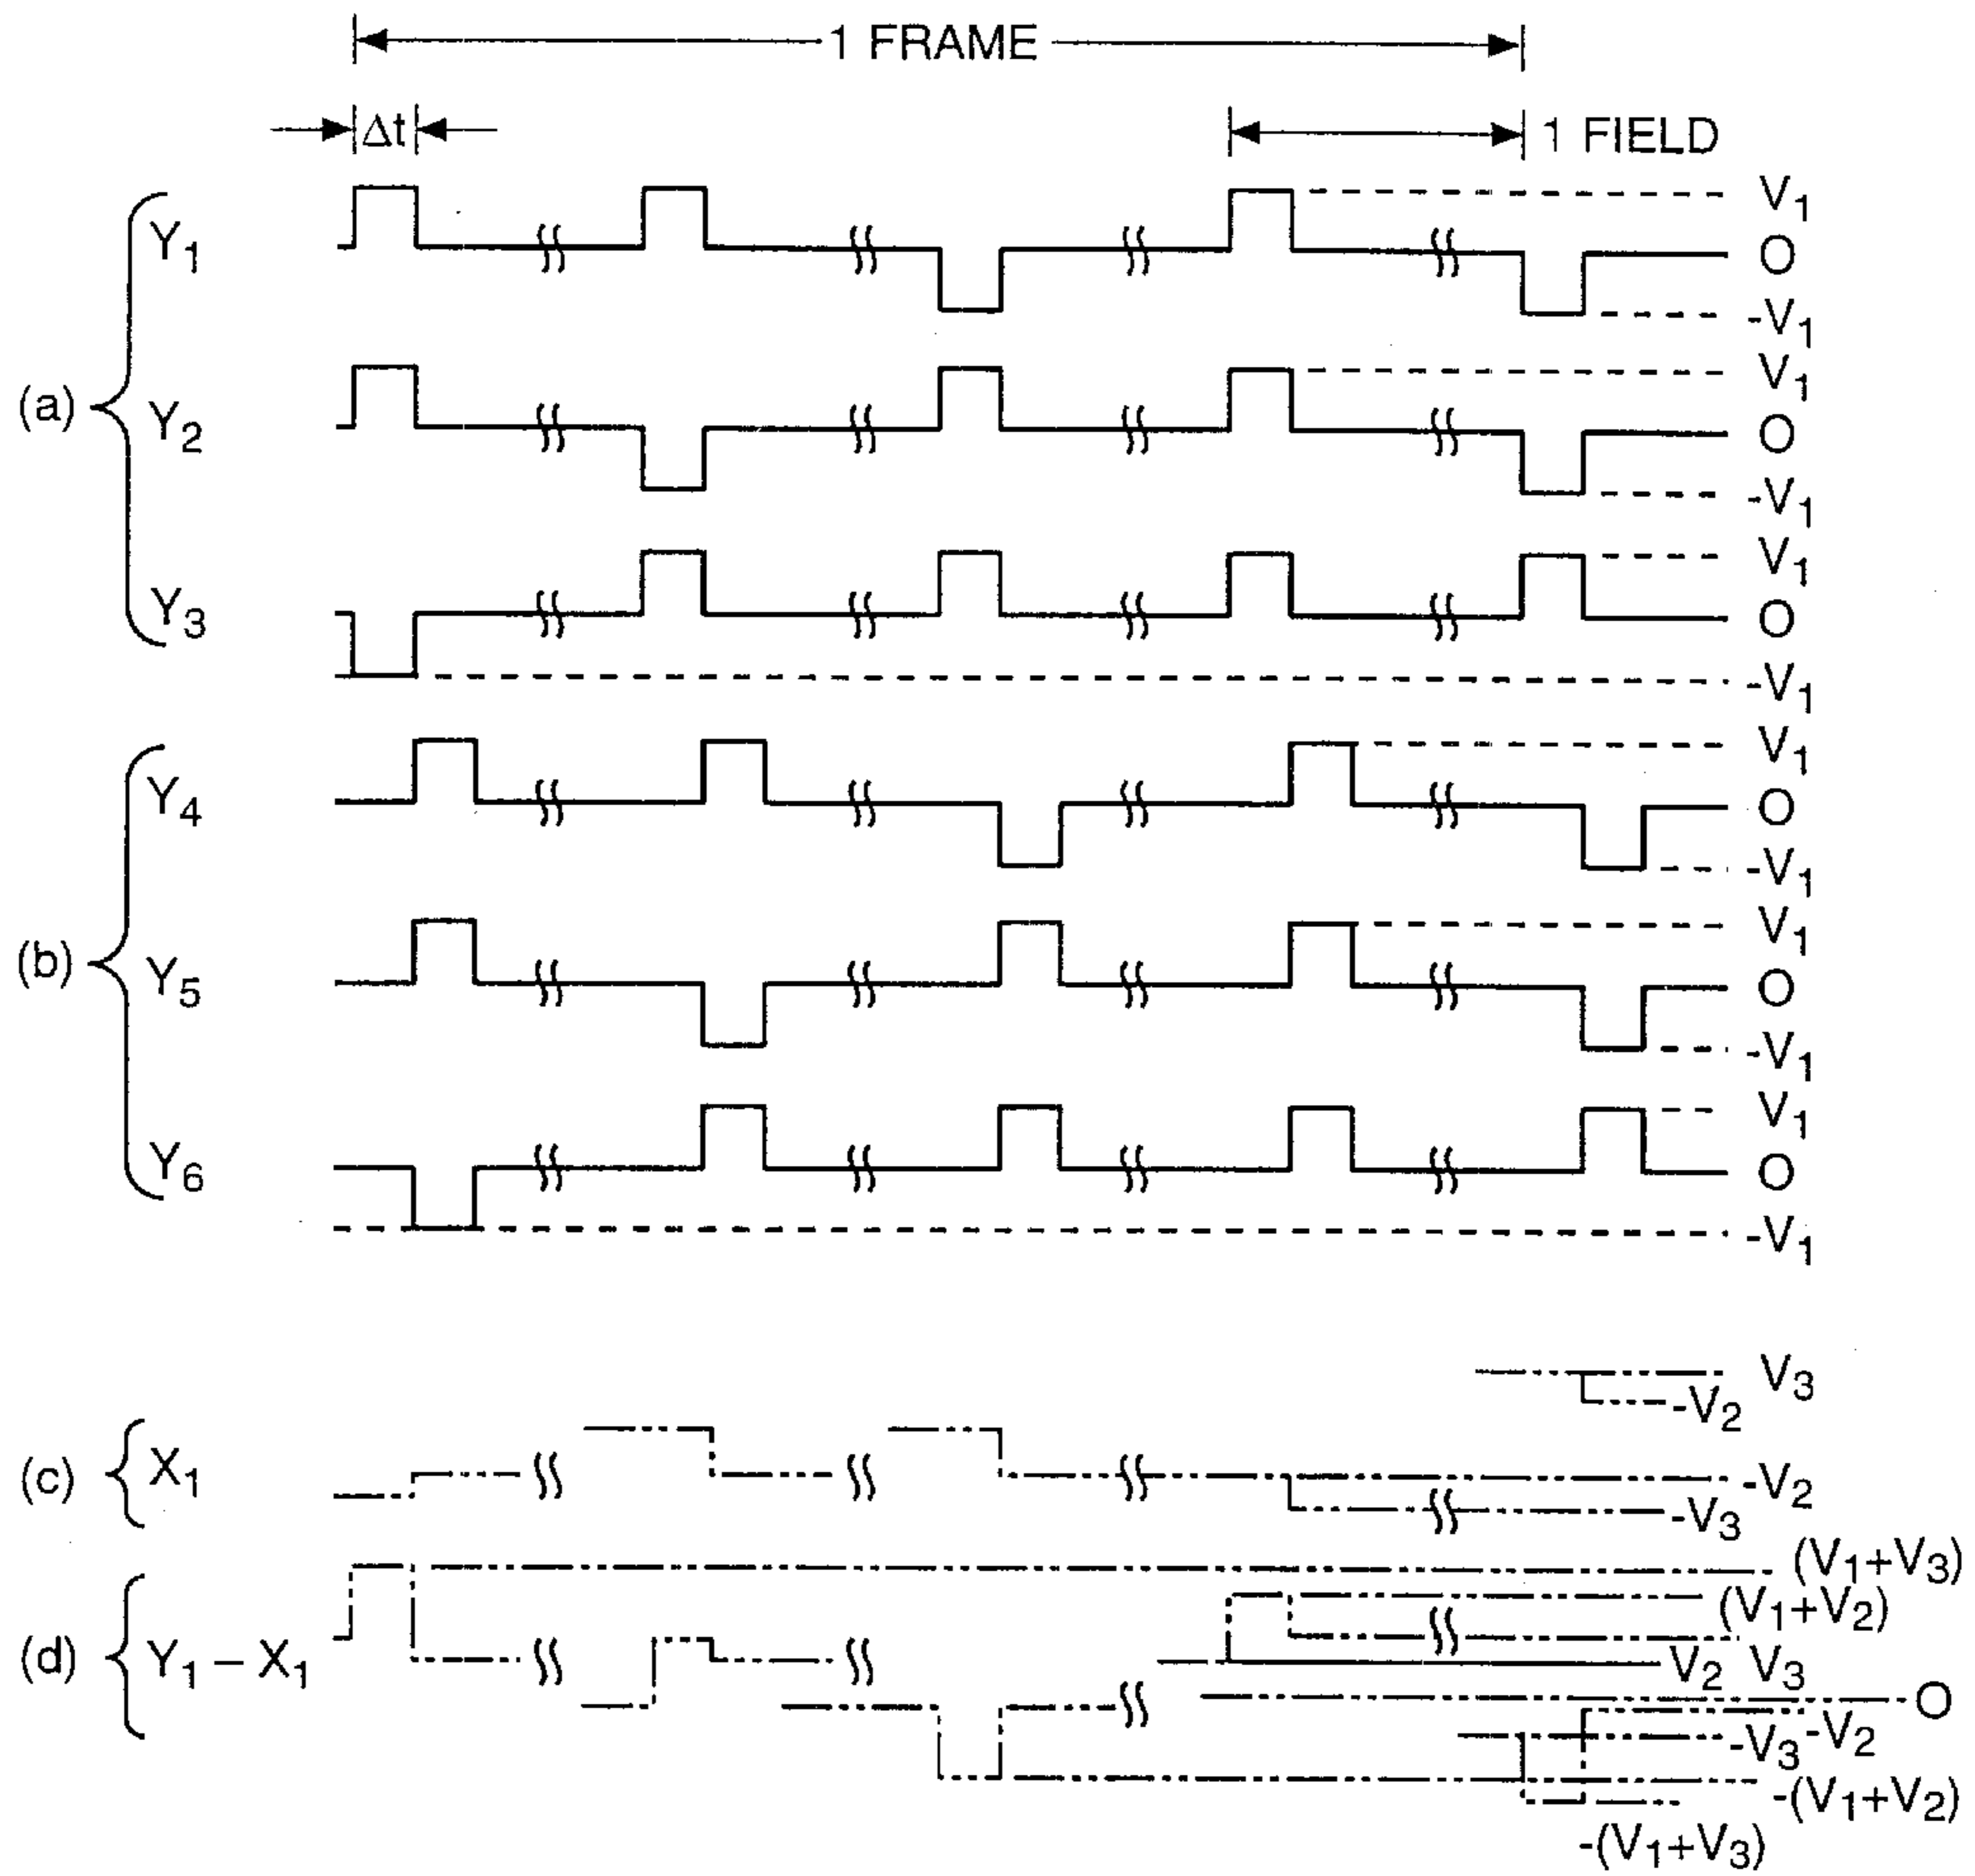 1 FRAME
Δt
1 FIELD
(a)
Y1
V1
O
-V1
Y2
V1
O
-V1
Y3
V1
O
-V1
(b)
Y4
V1
O
-V1
Y5
V1
O
-V1
Y6
V1
O
-V1
V3
-V2
(c) X1
-V2
-V3
(d) Y1 – X1
(V1+V3)
(V1+V2)
V2 V3
O
-V3 -V2
-(V1+V2)
-(V1+V3)